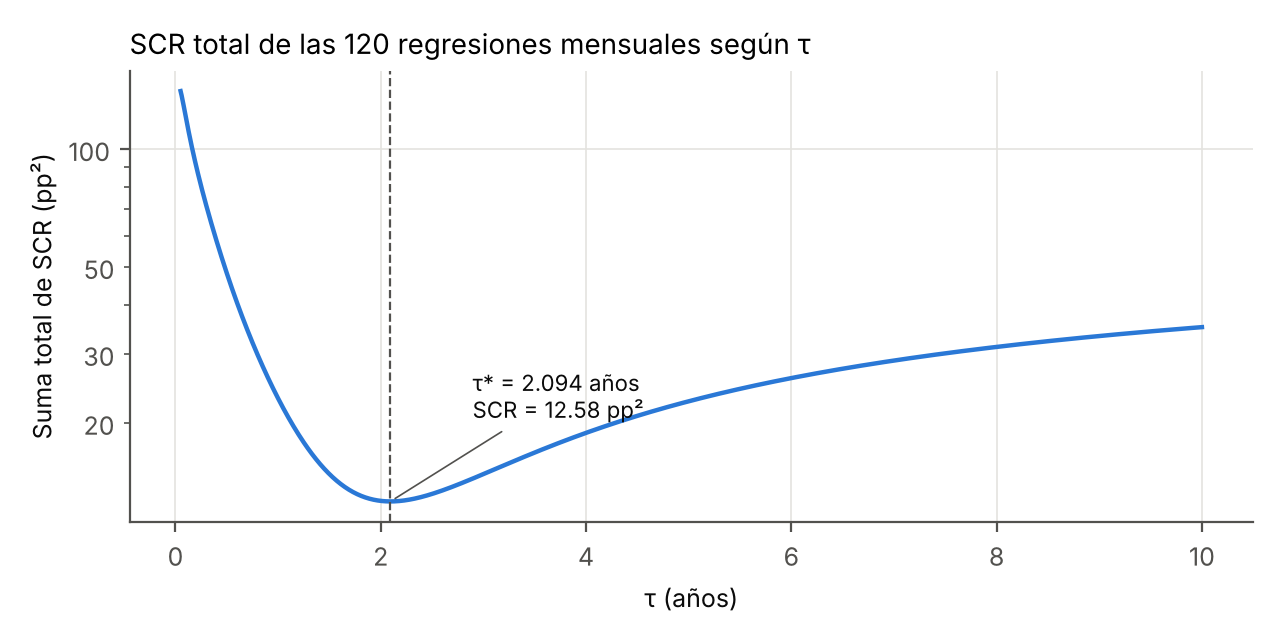 SCR total de las 120 regresiones mensuales según τ
Suma total de SCR (pp²)
100
50
30
20
τ* = 2.094 años
SCR = 12.58 pp²
0 2 4 6 8 10
τ (años)